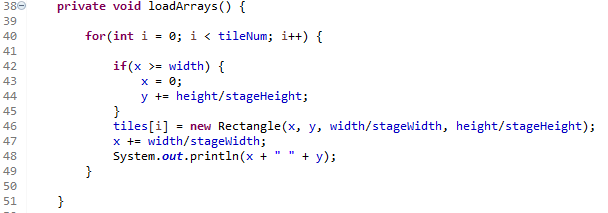 38 private void loadArrays() {
39
40 for(int i = 0; i < tileNum; i++) {
41
42 if(x >= width) {
43 x = 0;
44 y += height/stageHeight;
45 }
46 tiles[i] = new Rectangle(x, y, width/stageWidth, height/stageHeight);
47 x += width/stageWidth;
48 System.out.println(x + " " + y);
49 }
50
51 }